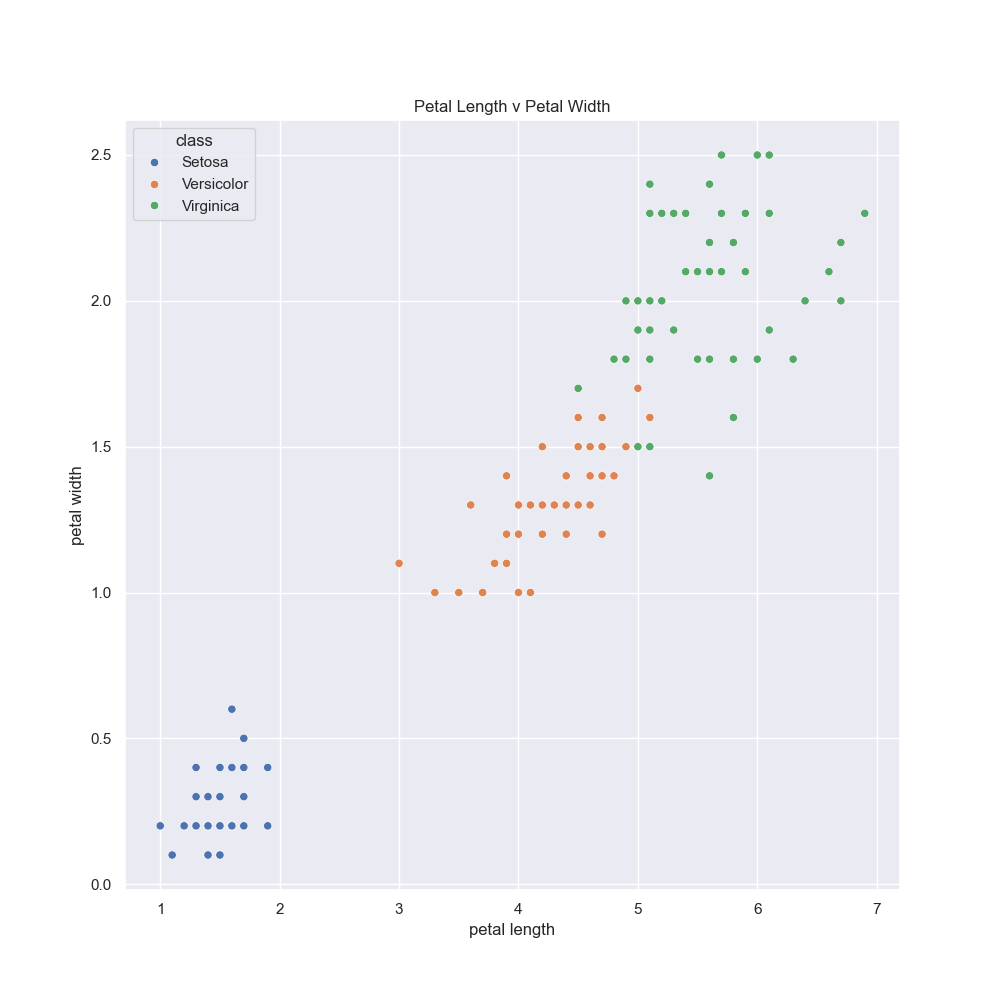 Petal Length v Petal Width
class
Setosa
Versicolor
Virginica
2.5
2.0
1.5
1.0
0.5
0.0
petal width
1 2 3 4 5 6 7
petal length